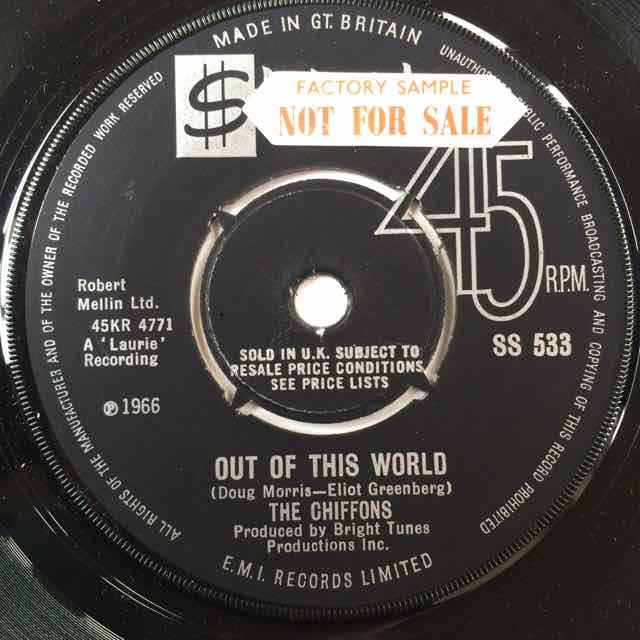 MADE IN GT. BRITAIN
$
FACTORY SAMPLE
NOT FOR SALE
45
R.P.M.
Robert
Mellin Ltd.
45KR 4771
A ‘Laurie’
Recording
℗ 1966
SS 533
SOLD IN U.K. SUBJECT TO
RESALE PRICE CONDITIONS
SEE PRICE LISTS
OUT OF THIS WORLD
(Doug Morris—Eliot Greenberg)
THE CHIFFONS
Produced by Bright Tunes
Productions Inc.
E.M.I. RECORDS LIMITED
ALL RIGHTS OF THE MANUFACTURER AND OF THE OWNER OF THE RECORDED WORK RESERVED
PERFORMANCE BROADCASTING AND COPYING OF THIS RECORD PROHIBITED